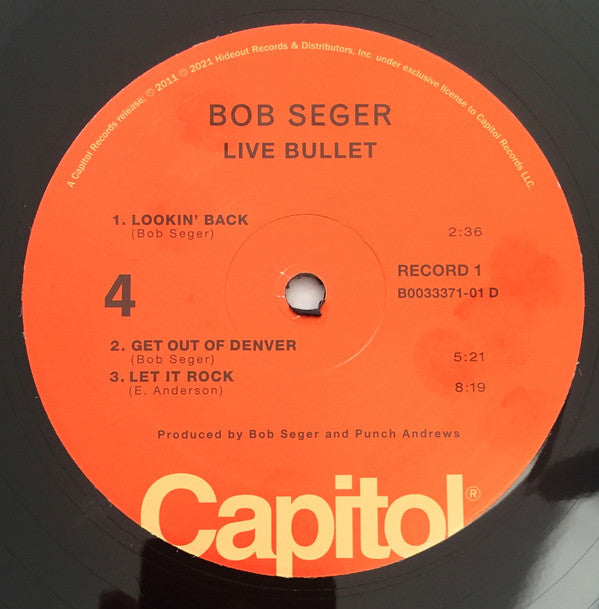 A Capitol Records release; ℗ 2011 © 2021 Hideout Records & Distributors, Inc. under exclusive license to Capitol Records LLC.
BOB SEGER
LIVE BULLET
1. LOOKIN' BACK 2:36
(Bob Seger)
4
RECORD 1
B0033371-01 D
2. GET OUT OF DENVER 5:21
(Bob Seger)
3. LET IT ROCK 8:19
(E. Anderson)
Produced by Bob Seger and Punch Andrews
Capitol®